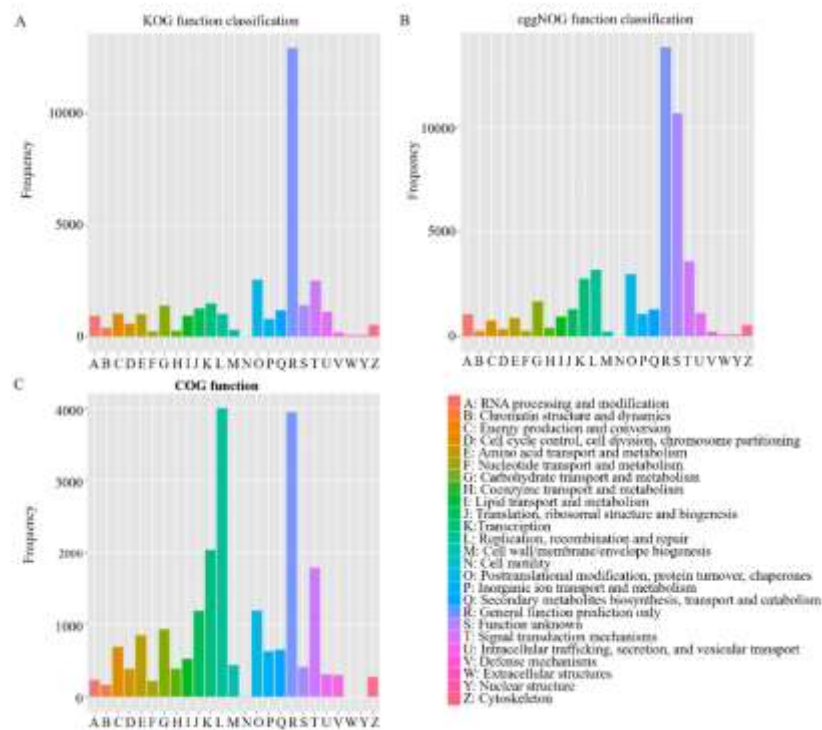 A
KOG function classification
Frequency
10000
5000
0
A B C D E F G H I J K L M N O P Q R S T U V W Y Z
B
eggNOG function classification
Frequency
10000
5000
0
A B C D E F G H I J K L M N O P Q R S T U V W Y Z
C
COG function
Frequency
4000
3000
2000
1000
0
A B C D E F G H I J K L M N O P Q R S T U V W Y Z
A: RNA processing and modification
B: Chromatin structure and dynamics
C: Energy production and conversion
D: Cell cycle control, cell division, chromosome partitioning
E: Amino acid transport and metabolism
F: Nucleotide transport and metabolism
G: Carbohydrate transport and metabolism
H: Coenzyme transport and metabolism
I: Lipid transport and metabolism
J: Translation, ribosomal structure and biogenesis
K:Transcription
L: Replication, recombination and repair
M: Cell wall/membrane/envelope biogenesis
N: Cell motility
O: Posttranslational modification, protein turnover, chaperones
P: Inorganic ion transport and metabolism
Q: Secondary metabolites biosynthesis, transport and catabolism
R: General function prediction only
S: Function unknown
T: Signal transduction mechanisms
U: Intracellular trafficking, secretion, and vesicular transport
V: Defense mechanisms
W: Extracellular structures
Y: Nuclear structure
Z: Cytoskeleton